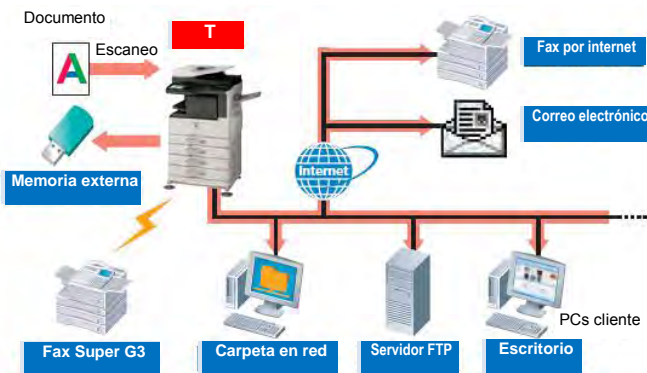 Documento
Escaneo
A
T
Fax por internet
Correo electrónico
Internet
Memoria externa
PCs cliente
Fax Super G3
Carpeta en red
Servidor FTP
Escritorio